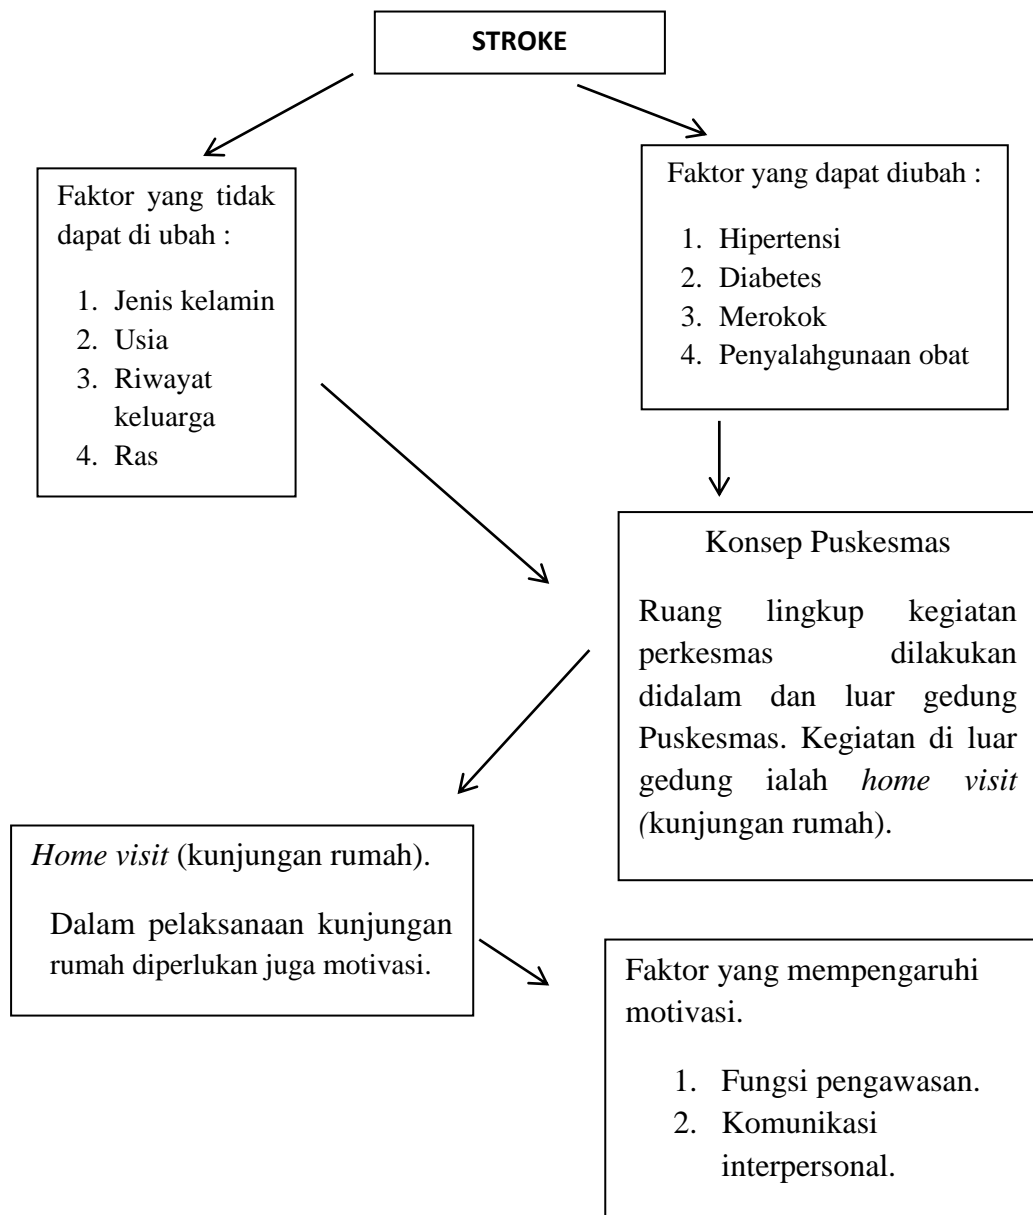 STROKE
Faktor yang tidak
dapat di ubah :
1. Jenis kelamin
2. Usia
3. Riwayat
keluarga
4. Ras
Faktor yang dapat diubah :
1. Hipertensi
2. Diabetes
3. Merokok
4. Penyalahgunaan obat
Konsep Puskesmas
Ruang lingkup kegiatan
perkesmas dilakukan
didalam dan luar gedung
Puskesmas. Kegiatan di luar
gedung ialah home visit
(kunjungan rumah).
Home visit (kunjungan rumah).
Dalam pelaksanaan kunjungan
rumah diperlukan juga motivasi.
Faktor yang mempengaruhi
motivasi.
1. Fungsi pengawasan.
2. Komunikasi
interpersonal.